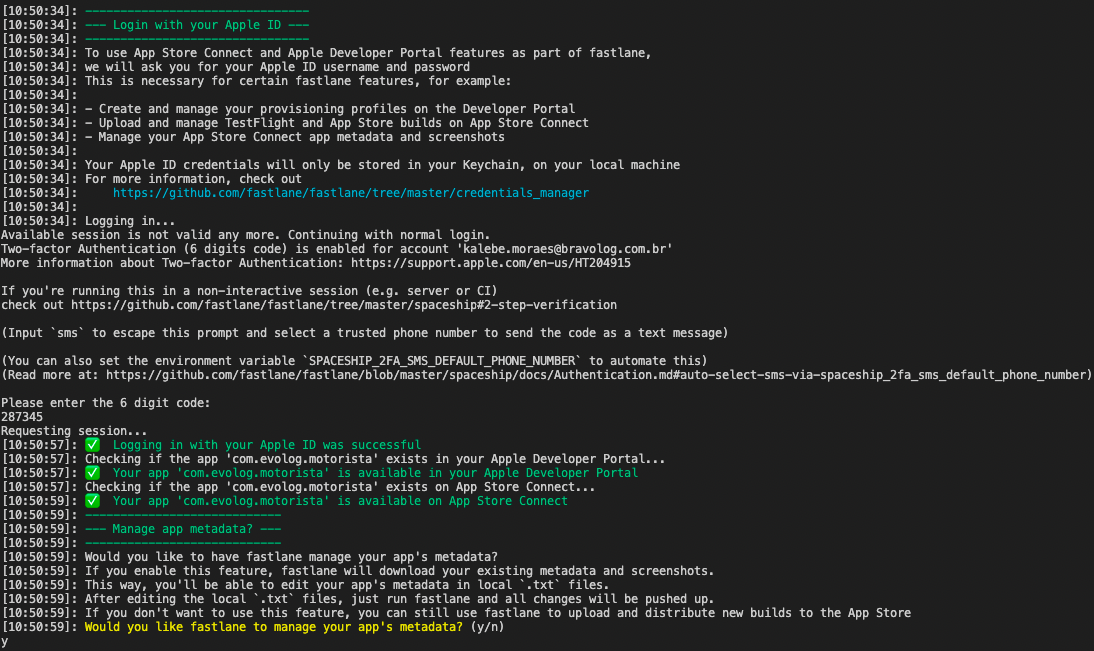 [10:50:34]: --------------------------------
[10:50:34]: --- Login with your Apple ID ---
[10:50:34]: --------------------------------
[10:50:34]: To use App Store Connect and Apple Developer Portal features as part of fastlane,
[10:50:34]: we will ask you for your Apple ID username and password
[10:50:34]: This is necessary for certain fastlane features, for example:
[10:50:34]:
[10:50:34]: - Create and manage your provisioning profiles on the Developer Portal
[10:50:34]: - Upload and manage TestFlight and App Store builds on App Store Connect
[10:50:34]: - Manage your App Store Connect app metadata and screenshots
[10:50:34]:
[10:50:34]: Your Apple ID credentials will only be stored in your Keychain, on your local machine
[10:50:34]: For more information, check out
[10:50:34]:     https://github.com/fastlane/fastlane/tree/master/credentials_manager
[10:50:34]:
[10:50:34]: Logging in...
Available session is not valid any more. Continuing with normal login.
Two-factor Authentication (6 digits code) is enabled for account 'kalebe.moraes@bravolog.com.br'
More information about Two-factor Authentication: https://support.apple.com/en-us/HT204915

If you're running this in a non-interactive session (e.g. server or CI)
check out https://github.com/fastlane/fastlane/tree/master/spaceship#2-step-verification

(Input `sms` to escape this prompt and select a trusted phone number to send the code as a text message)

(You can also set the environment variable `SPACESHIP_2FA_SMS_DEFAULT_PHONE_NUMBER` to automate this)
(Read more at: https://github.com/fastlane/fastlane/blob/master/spaceship/docs/Authentication.md#auto-select-sms-via-spaceship_2fa_sms_default_phone_number)

Please enter the 6 digit code:
287345
Requesting session...
[10:50:57]: ✅  Logging in with your Apple ID was successful
[10:50:57]: Checking if the app 'com.evolog.motorista' exists in your Apple Developer Portal...
[10:50:57]: ✅  Your app 'com.evolog.motorista' is available in your Apple Developer Portal
[10:50:57]: Checking if the app 'com.evolog.motorista' exists on App Store Connect...
[10:50:59]: ✅  Your app 'com.evolog.motorista' is available on App Store Connect
[10:50:59]: ----------------------------
[10:50:59]: --- Manage app metadata? ---
[10:50:59]: ----------------------------
[10:50:59]: Would you like to have fastlane manage your app's metadata?
[10:50:59]: If you enable this feature, fastlane will download your existing metadata and screenshots.
[10:50:59]: This way, you'll be able to edit your app's metadata in local `.txt` files.
[10:50:59]: After editing the local `.txt` files, just run fastlane and all changes will be pushed up.
[10:50:59]: If you don't want to use this feature, you can still use fastlane to upload and distribute new builds to the App Store
[10:50:59]: Would you like fastlane to manage your app's metadata? (y/n)
y